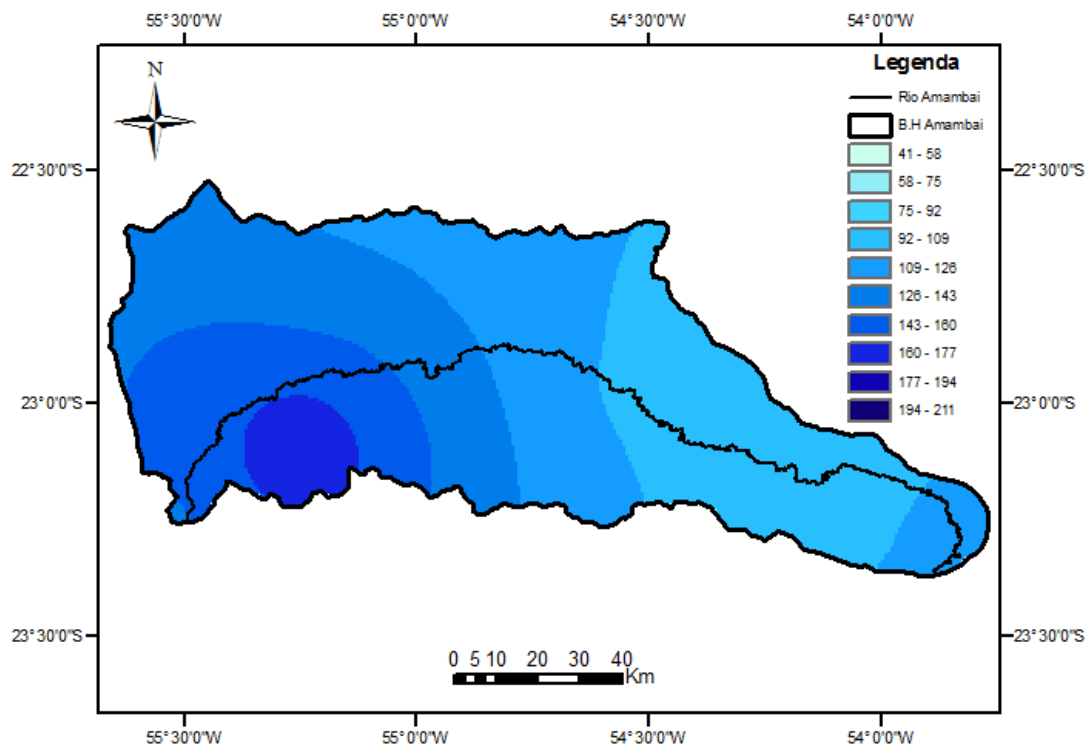 55°30'0"W 55°0'0"W 54°30'0"W 54°0'0"W
N
Legenda
Rio Amambai
B.H Amambai
41 - 58
58 - 75
75 - 92
92 - 109
109 - 126
126 - 143
143 - 160
160 - 177
177 - 194
194 - 211
22°30'0"S 22°30'0"S
23°0'0"S 23°0'0"S
23°30'0"S 23°30'0"S
0 5 10 20 30 40
Km
55°30'0"W 55°0'0"W 54°30'0"W 54°0'0"W